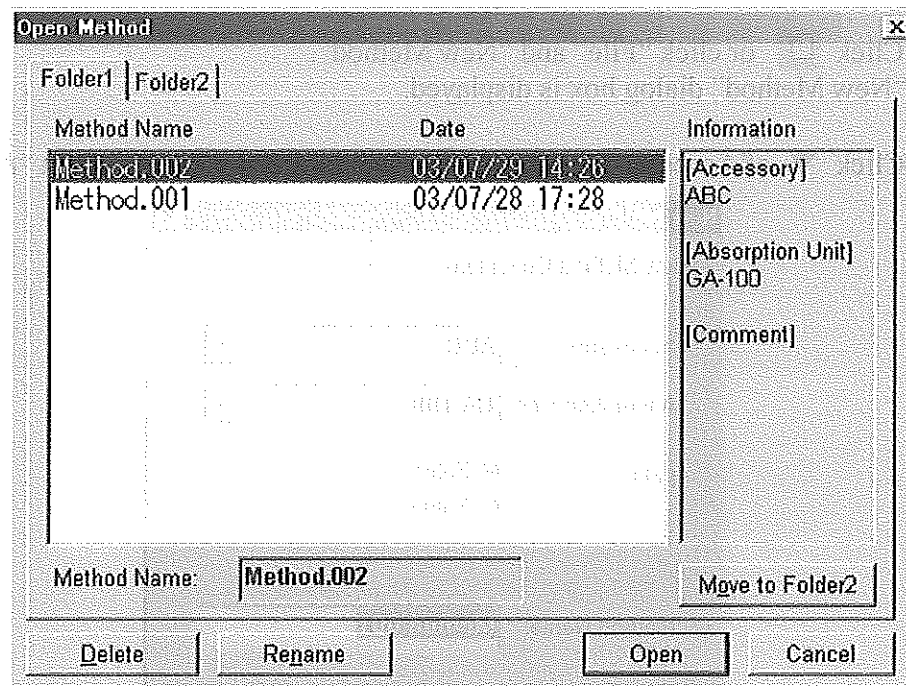 Open Method
Folder1 Folder2
Method Name Date Information
Method.002 03/07/29 14:26
Method.001 03/07/28 17:28
[Accessory]
ABC
[Absorption Unit]
GA-100
[Comment]
Method Name: Method.002
Move to Folder2
Delete Rename Open Cancel